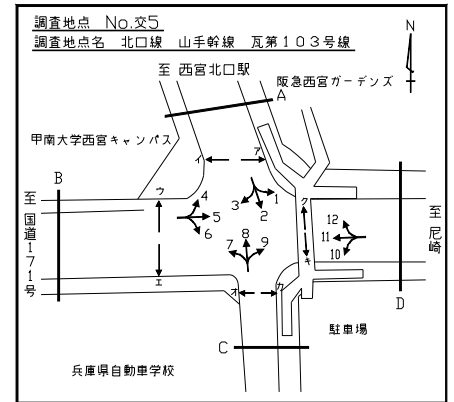 調査地点 No.交5
調査地点名 北口線 山手幹線 瓦第103号線
N
至 西宮北口駅
阪急西宮ガーデンズ
A
甲南大学西宮キャンパス
B
イ
ア
ウ
4
3
1
2
ク
至国道171号
5
6
8
7
9
12
11
10
至尼崎
エ
キ
オ
カ
D
駐車場
C
兵庫県自動車学校